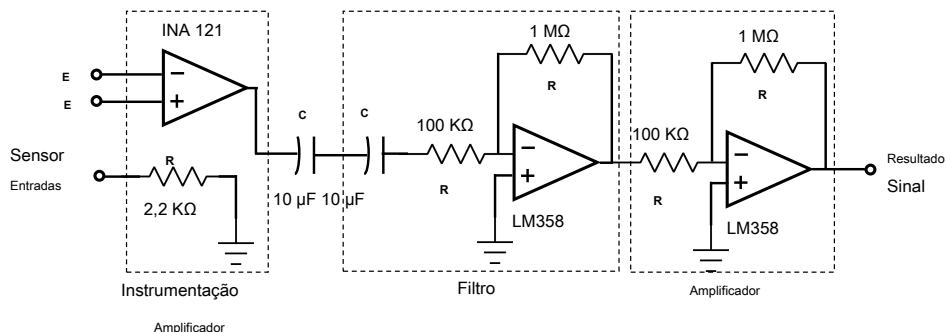 INA 121
1 MΩ
1 MΩ
E
E
R
C
C
100 KΩ
100 KΩ
Sensor
Entradas
R
2,2 KΩ
10 µF
10 µF
R
R
R
LM358
LM358
Resultado
Sinal
Instrumentação
Amplificador
Filtro
Amplificador